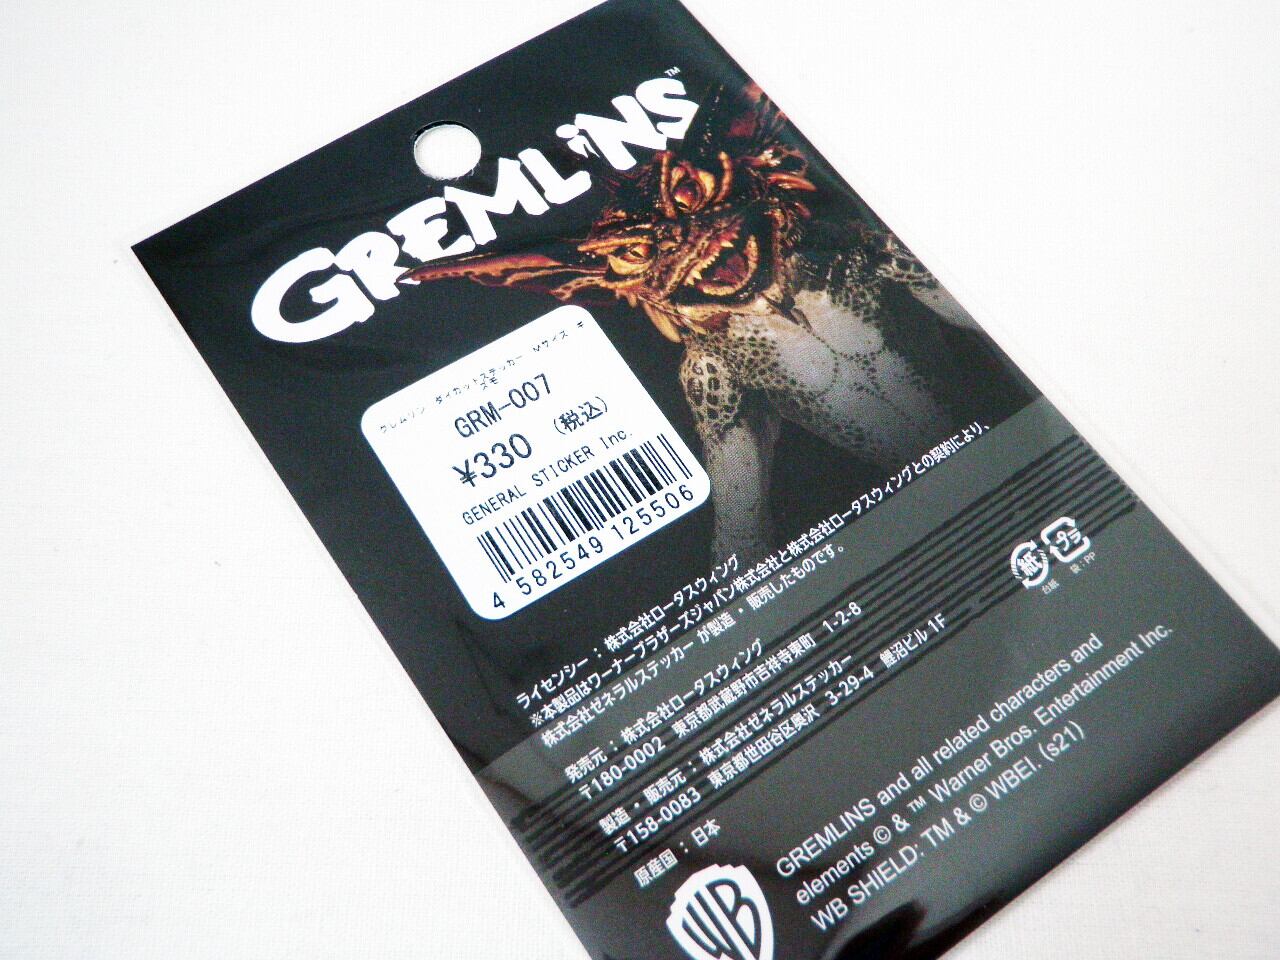 GREMLINS™
グレムリン ダイカットステッカー Mサイズ ギ
ズモ
GRM-007
¥330 (税込)
GENERAL STICKER Inc.
4 582549 125506
ライセンシー：株式会社ロータスウィング
※本製品はワーナーブラザーズジャパン株式会社と株式会社ロータスウィングとの契約により、
株式会社ゼネラルステッカー が製造・販売したものです。
発売元：株式会社ロータスウィング
〒180-0002 東京都武蔵野市吉祥寺東町 1-2-8
製造・販売元：株式会社ゼネラルステッカー
〒158-0083 東京都世田谷区奥沢 3-29-4 鯉沼ビル1F
原産国：日本
紙
プラ
台紙 袋：PP
WB
GREMLINS and all related characters and
elements © & ™ Warner Bros. Entertainment Inc.
WB SHIELD: TM & © WBEI. (s21)